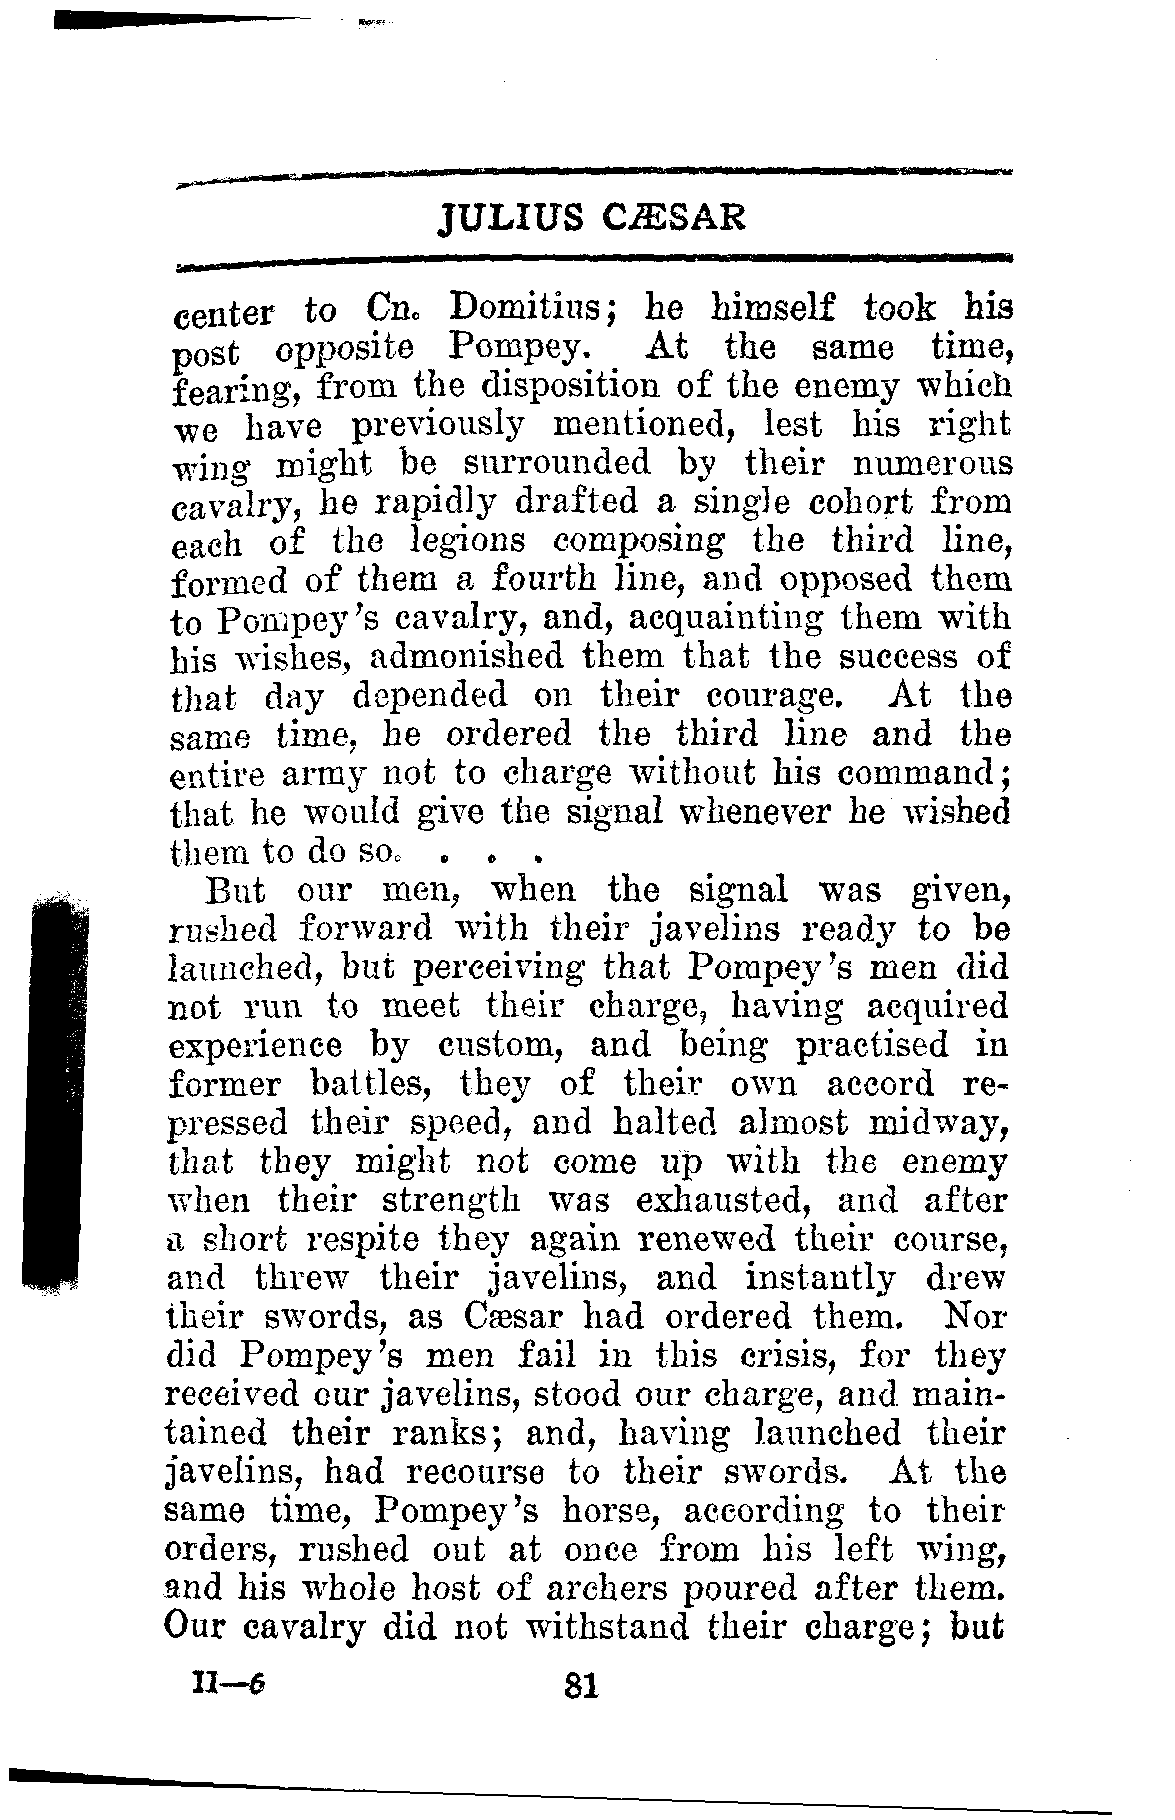 JULIUS CÆSAR
center to Cn. Domitius; he himself took his
post opposite Pompey. At the same time,
fearing, from the disposition of the enemy which
we have previously mentioned, lest his right
wing might be surrounded by their numerous
cavalry, he rapidly drafted a single cohort from
each of the legions composing the third line,
formed of them a fourth line, and opposed them
to Pompey's cavalry, and, acquainting them with
his wishes, admonished them that the success of
that day depended on their courage. At the
same time, he ordered the third line and the
entire army not to charge without his command;
that he would give the signal whenever he wished
them to do so. . . .
But our men, when the signal was given,
rushed forward with their javelins ready to be
launched, but perceiving that Pompey's men did
not run to meet their charge, having acquired
experience by custom, and being practised in
former battles, they of their own accord re-
pressed their speed, and halted almost midway,
that they might not come up with the enemy
when their strength was exhausted, and after
a short respite they again renewed their course,
and threw their javelins, and instantly drew
their swords, as Cæsar had ordered them. Nor
did Pompey's men fail in this crisis, for they
received our javelins, stood our charge, and main-
tained their ranks; and, having launched their
javelins, had recourse to their swords. At the
same time, Pompey's horse, according to their
orders, rushed out at once from his left wing,
and his whole host of archers poured after them.
Our cavalry did not withstand their charge; but
II—6 81